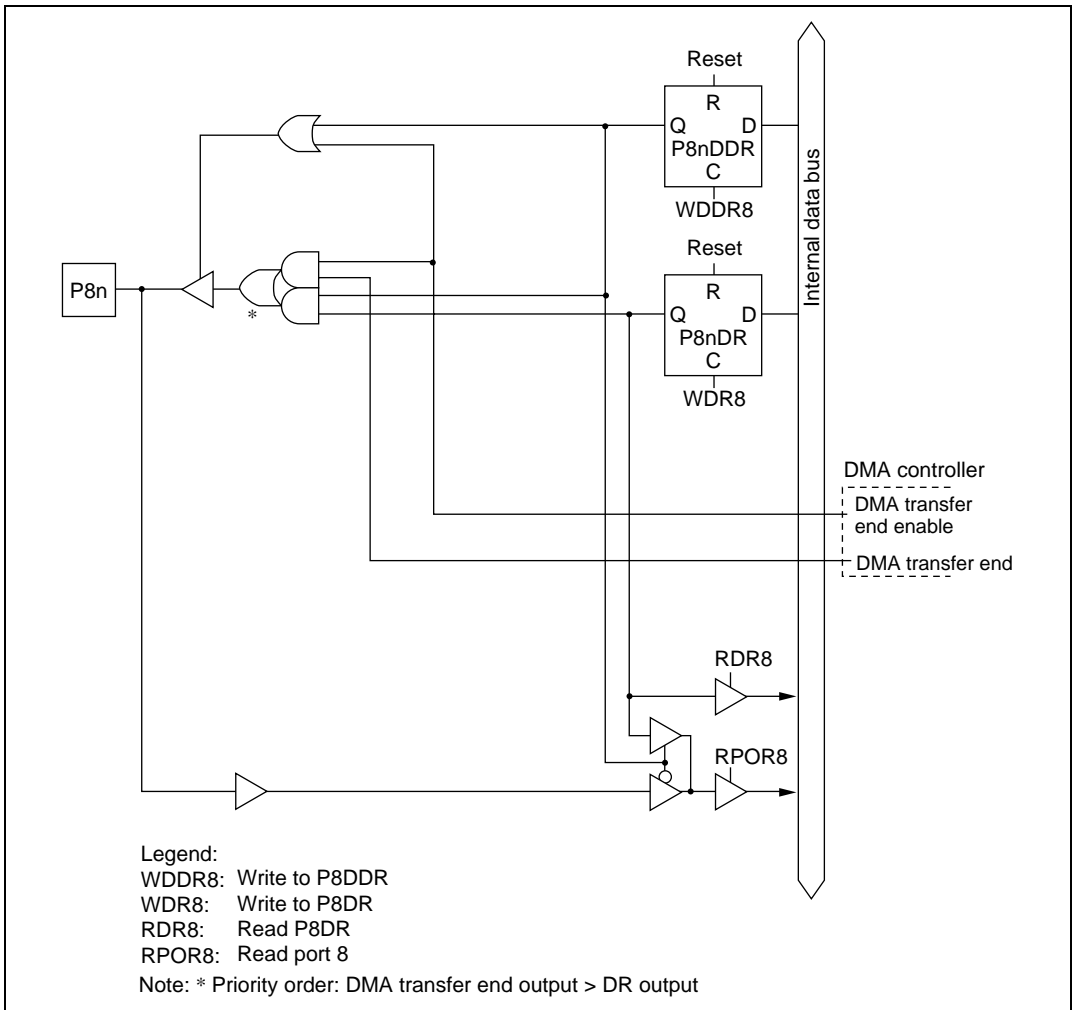 Reset
R
Q D
P8nDDR
C
WDDR8
Reset
R
Q D
P8nDR
C
WDR8
Internal data bus
P8n
*
DMA controller
DMA transfer
end enable
DMA transfer end
RDR8
RPOR8
Legend:
WDDR8: Write to P8DDR
WDR8: Write to P8DR
RDR8: Read P8DR
RPOR8: Read port 8
Note: * Priority order: DMA transfer end output > DR output